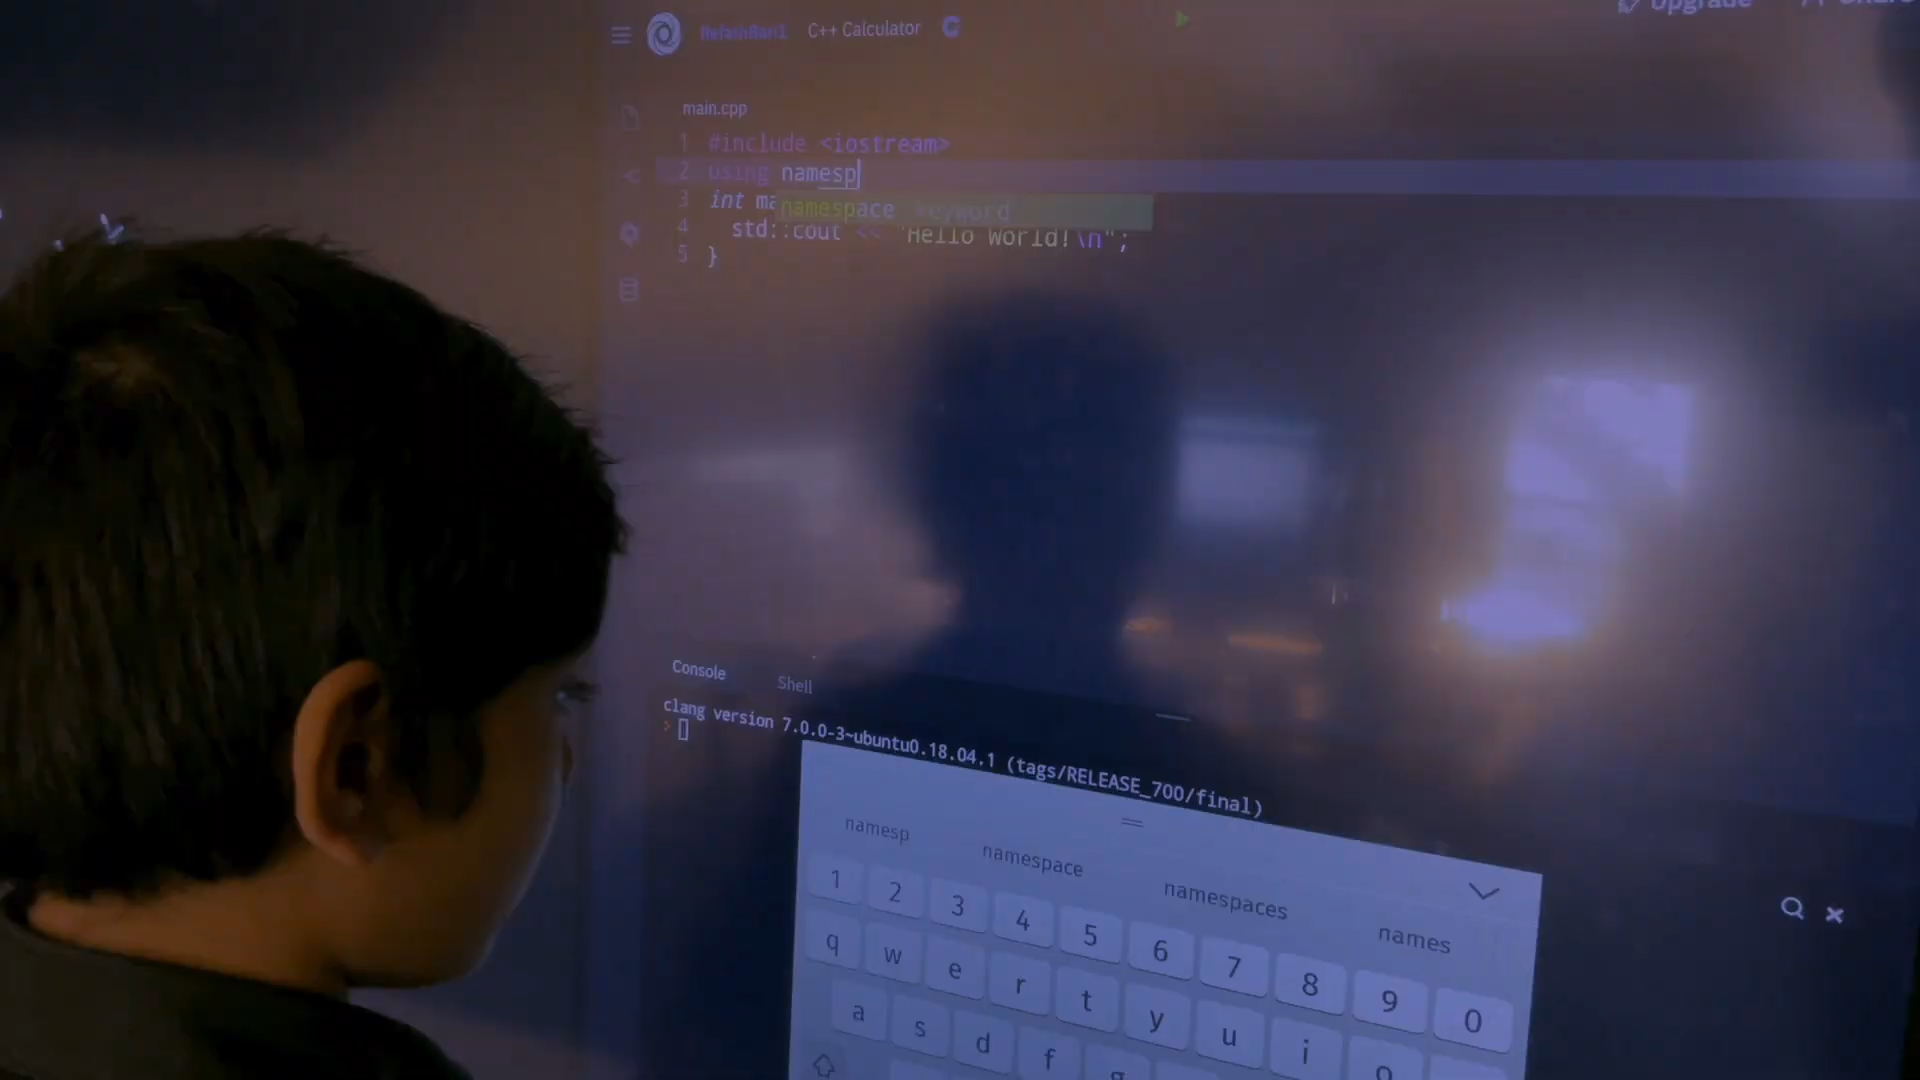 C++ Calculator
Upgrade
main.cpp
1 #include <iostream>
2 using namesp
3 int ma
namespace keyword
4 std::cout << "Hello World!\n";
5 }
Console Shell
clang version 7.0.0-3~ubuntu0.18.04.1 (tags/RELEASE_700/final)
>
namesp namespace namespaces names
1 2 3 4 5 6 7 8 9 0
q w e r t y u i o
a s d f g